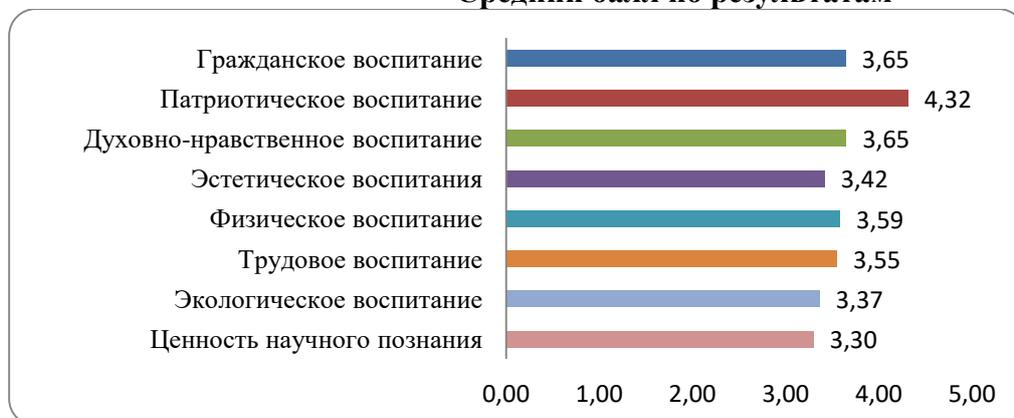 Средний балл по результатам
Гражданское воспитание 3,65
Патриотическое воспитание 4,32
Духовно-нравственное воспитание 3,65
Эстетическое воспитания 3,42
Физическое воспитание 3,59
Трудовое воспитание 3,55
Экологическое воспитание 3,37
Ценность научного познания 3,30
0,00 1,00 2,00 3,00 4,00 5,00